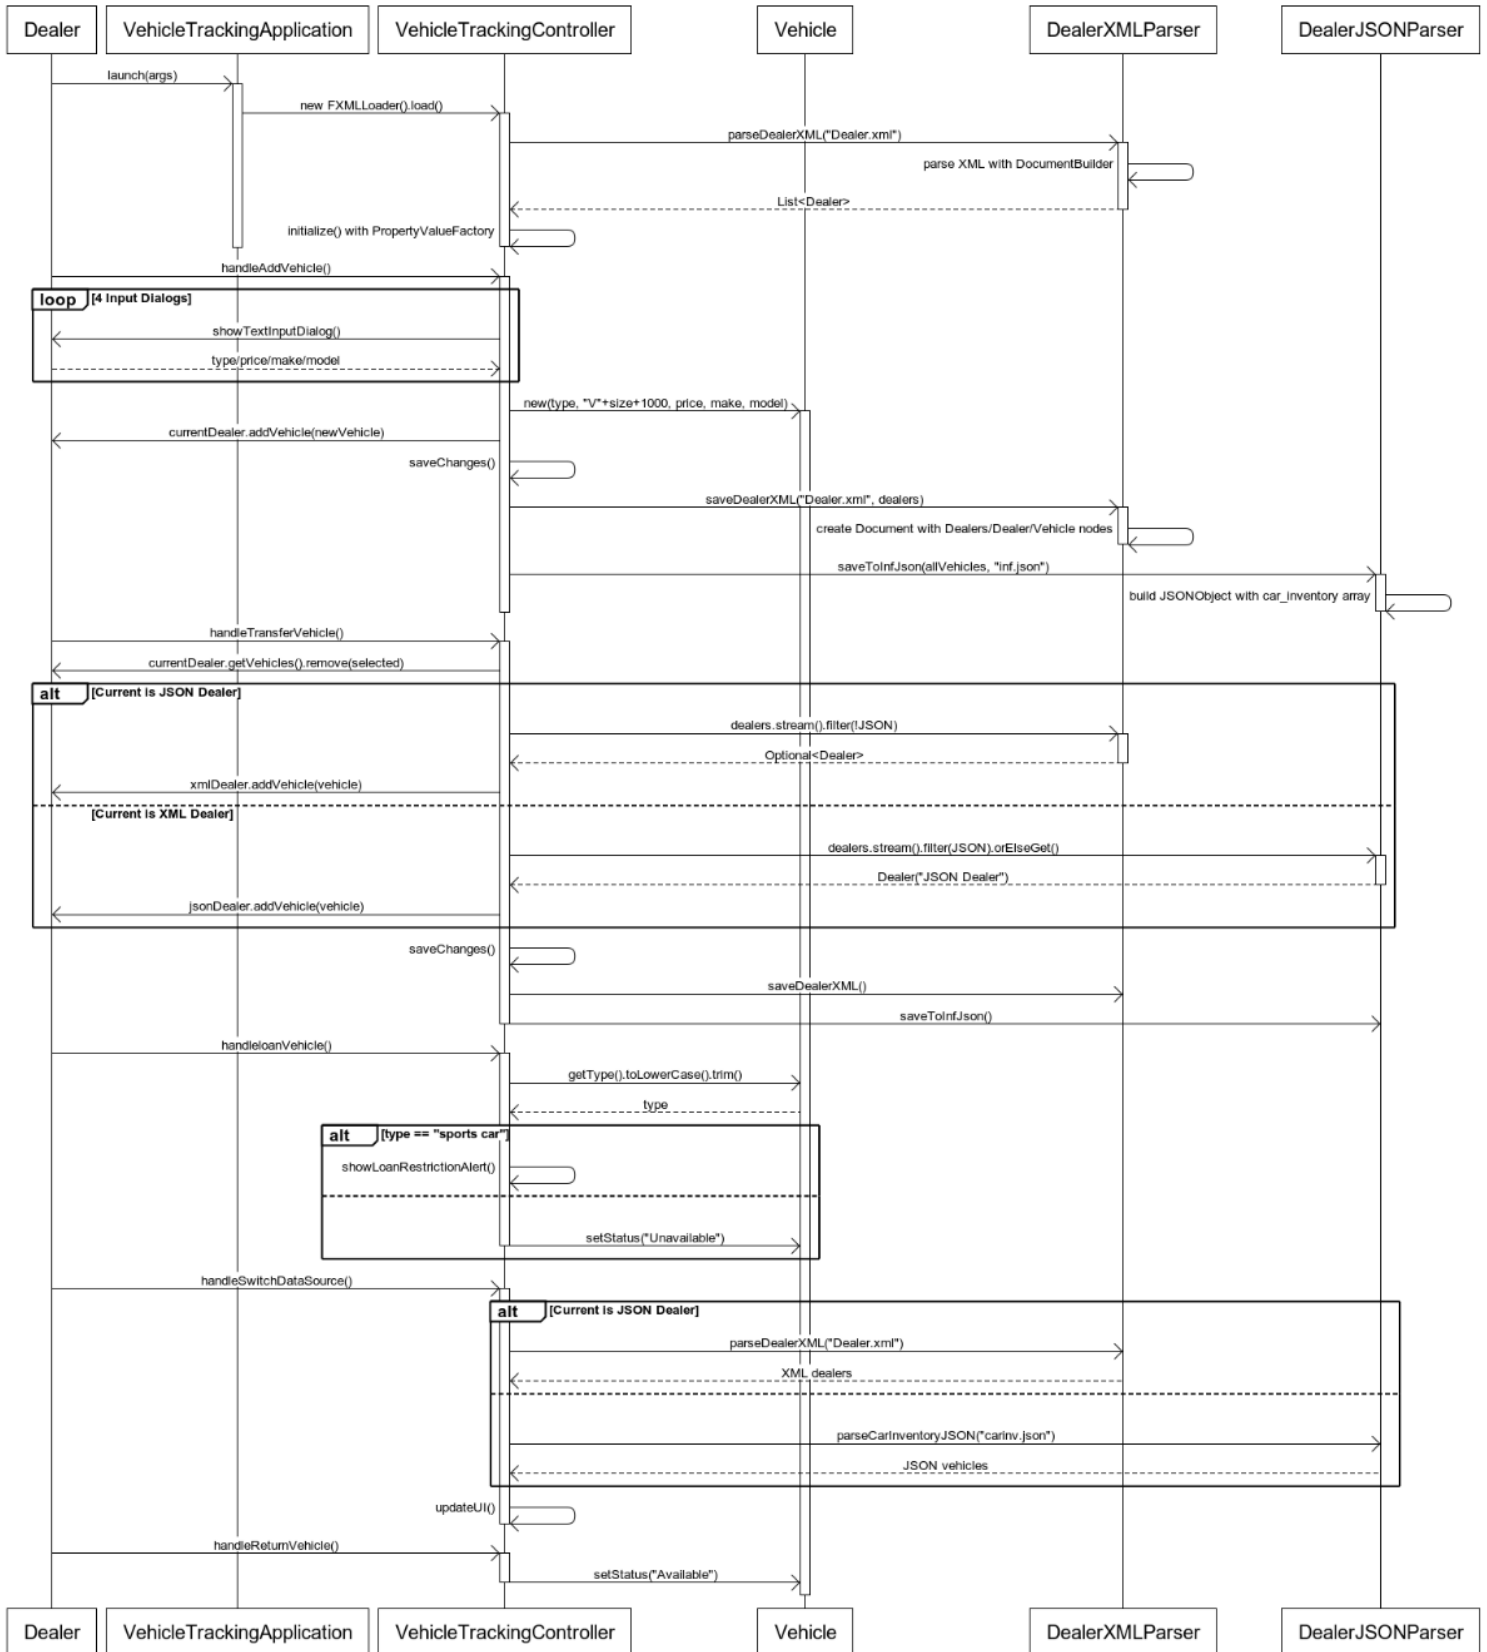 Dealer
VehicleTrackingApplication
VehicleTrackingController
Vehicle
DealerXMLParser
DealerJSONParser
launch(args)
new FXMLLoader().load()
parseDealerXML("Dealer.xml")
parse XML with DocumentBuilder
List<Dealer>
initialize() with PropertyValueFactory
handleAddVehicle()
loop
[4 Input Dialogs]
showTextInputDialog()
type/price/make/model
new(type, "V"+size+1000, price, make, model)
currentDealer.addVehicle(newVehicle)
saveChanges()
saveDealerXML("Dealer.xml", dealers)
create Document with Dealers/Dealer/Vehicle nodes
saveToInfJson(allVehicles, "inf.json")
build JSONObject with car_inventory array
handleTransferVehicle()
currentDealer.getVehicles().remove(selected)
alt
[Current is JSON Dealer]
dealers.stream().filter(!JSON)
Optional<Dealer>
xmlDealer.addVehicle(vehicle)
[Current is XML Dealer]
dealers.stream().filter(JSON).orElseGet()
Dealer("JSON Dealer")
jsonDealer.addVehicle(vehicle)
saveChanges()
saveDealerXML()
saveToInfJson()
handleloanVehicle()
getType().toLowerCase().trim()
type
alt
[type == "sports car"]
showLoanRestrictionAlert()
setStatus("Unavailable")
handleSwitchDataSource()
alt
[Current is JSON Dealer]
parseDealerXML("Dealer.xml")
XML dealers
parseCarInventoryJSON("carinv.json")
JSON vehicles
updateUI()
handleReturnVehicle()
setStatus("Available")
Dealer
VehicleTrackingApplication
VehicleTrackingController
Vehicle
DealerXMLParser
DealerJSONParser